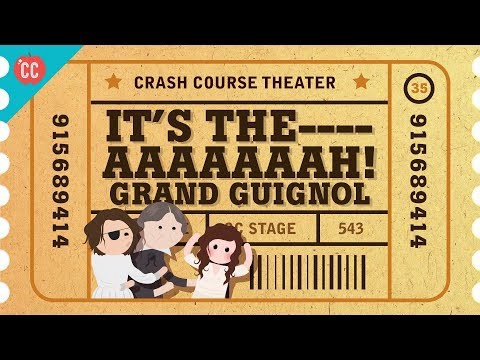 CC
CRASH COURSE THEATER
35
IT'S THE----
AAAAAAAH!
GRAND GUIGNOL
CC STAGE
543
915689414
915689414